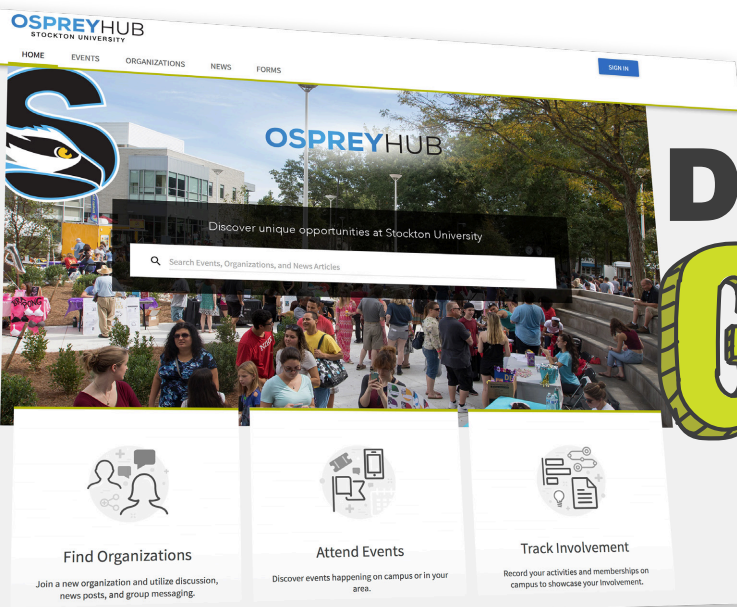 OSPREYHUB
STOCKTON UNIVERSITY
HOME EVENTS ORGANIZATIONS NEWS FORMS SIGN IN
OSPREYHUB
D
Discover unique opportunities at Stockton University
Search Events, Organizations, and News Articles
G
Find Organizations
Join a new organization and utilize discussion,
news posts, and group messaging.
Attend Events
Discover events happening on campus or in your
area.
Track Involvement
Record your activities and memberships on
campus to showcase your Involvement.